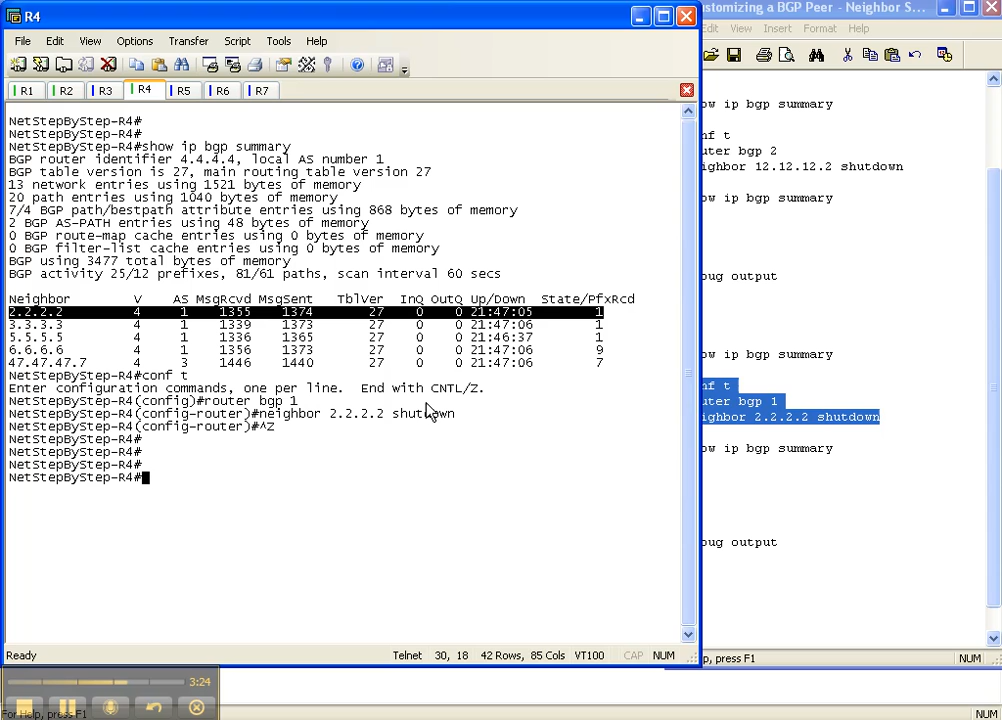 R4
File Edit View Options Transfer Script Tools Help
R1 R2 R3 R4 R5 R6 R7
NetStepByStep-R4#
NetStepByStep-R4#
NetStepByStep-R4#show ip bgp summary
BGP router identifier 4.4.4.4, local AS number 1
BGP table version is 27, main routing table version 27
13 network entries using 1521 bytes of memory
20 path entries using 1040 bytes of memory
7/4 BGP path/bestpath attribute entries using 868 bytes of memory
2 BGP AS-PATH entries using 48 bytes of memory
0 BGP route-map cache entries using 0 bytes of memory
0 BGP filter-list cache entries using 0 bytes of memory
BGP using 3477 total bytes of memory
BGP activity 25/12 prefixes, 81/61 paths, scan interval 60 secs
Neighbor V AS MsgRcvd MsgSent TblVer InQ OutQ Up/Down State/PfxRcd
2.2.2.2 4 1 1355 1374 27 0 0 21:47:05 1
3.3.3.3 4 1 1339 1373 27 0 0 21:47:06 1
5.5.5.5 4 1 1336 1365 27 0 0 21:46:37 1
6.6.6.6 4 1 1356 1373 27 0 0 21:47:06 9
47.47.47.7 4 3 1446 1440 27 0 0 21:47:06 7
NetStepByStep-R4#conf t
Enter configuration commands, one per line. End with CNTL/Z.
NetStepByStep-R4(config)#router bgp 1
NetStepByStep-R4(config-router)#neighbor 2.2.2.2 shutdown
NetStepByStep-R4(config-router)#^Z
NetStepByStep-R4#
NetStepByStep-R4#
NetStepByStep-R4#
NetStepByStep-R4#
Ready Telnet 30, 18 42 Rows, 85 Cols VT100 CAP NUM
3:24
For Help, press F1
ustomizing a BGP Peer - Neighbor S...
dit View Insert Format Help
ow ip bgp summary
nf t
uter bgp 2
ighbor 12.12.12.2 shutdown
ow ip bgp summary
bug output
ow ip bgp summary
nf t
uter bgp 1
ighbor 2.2.2.2 shutdown
ow ip bgp summary
bug output
p, press F1 NUM
NUM